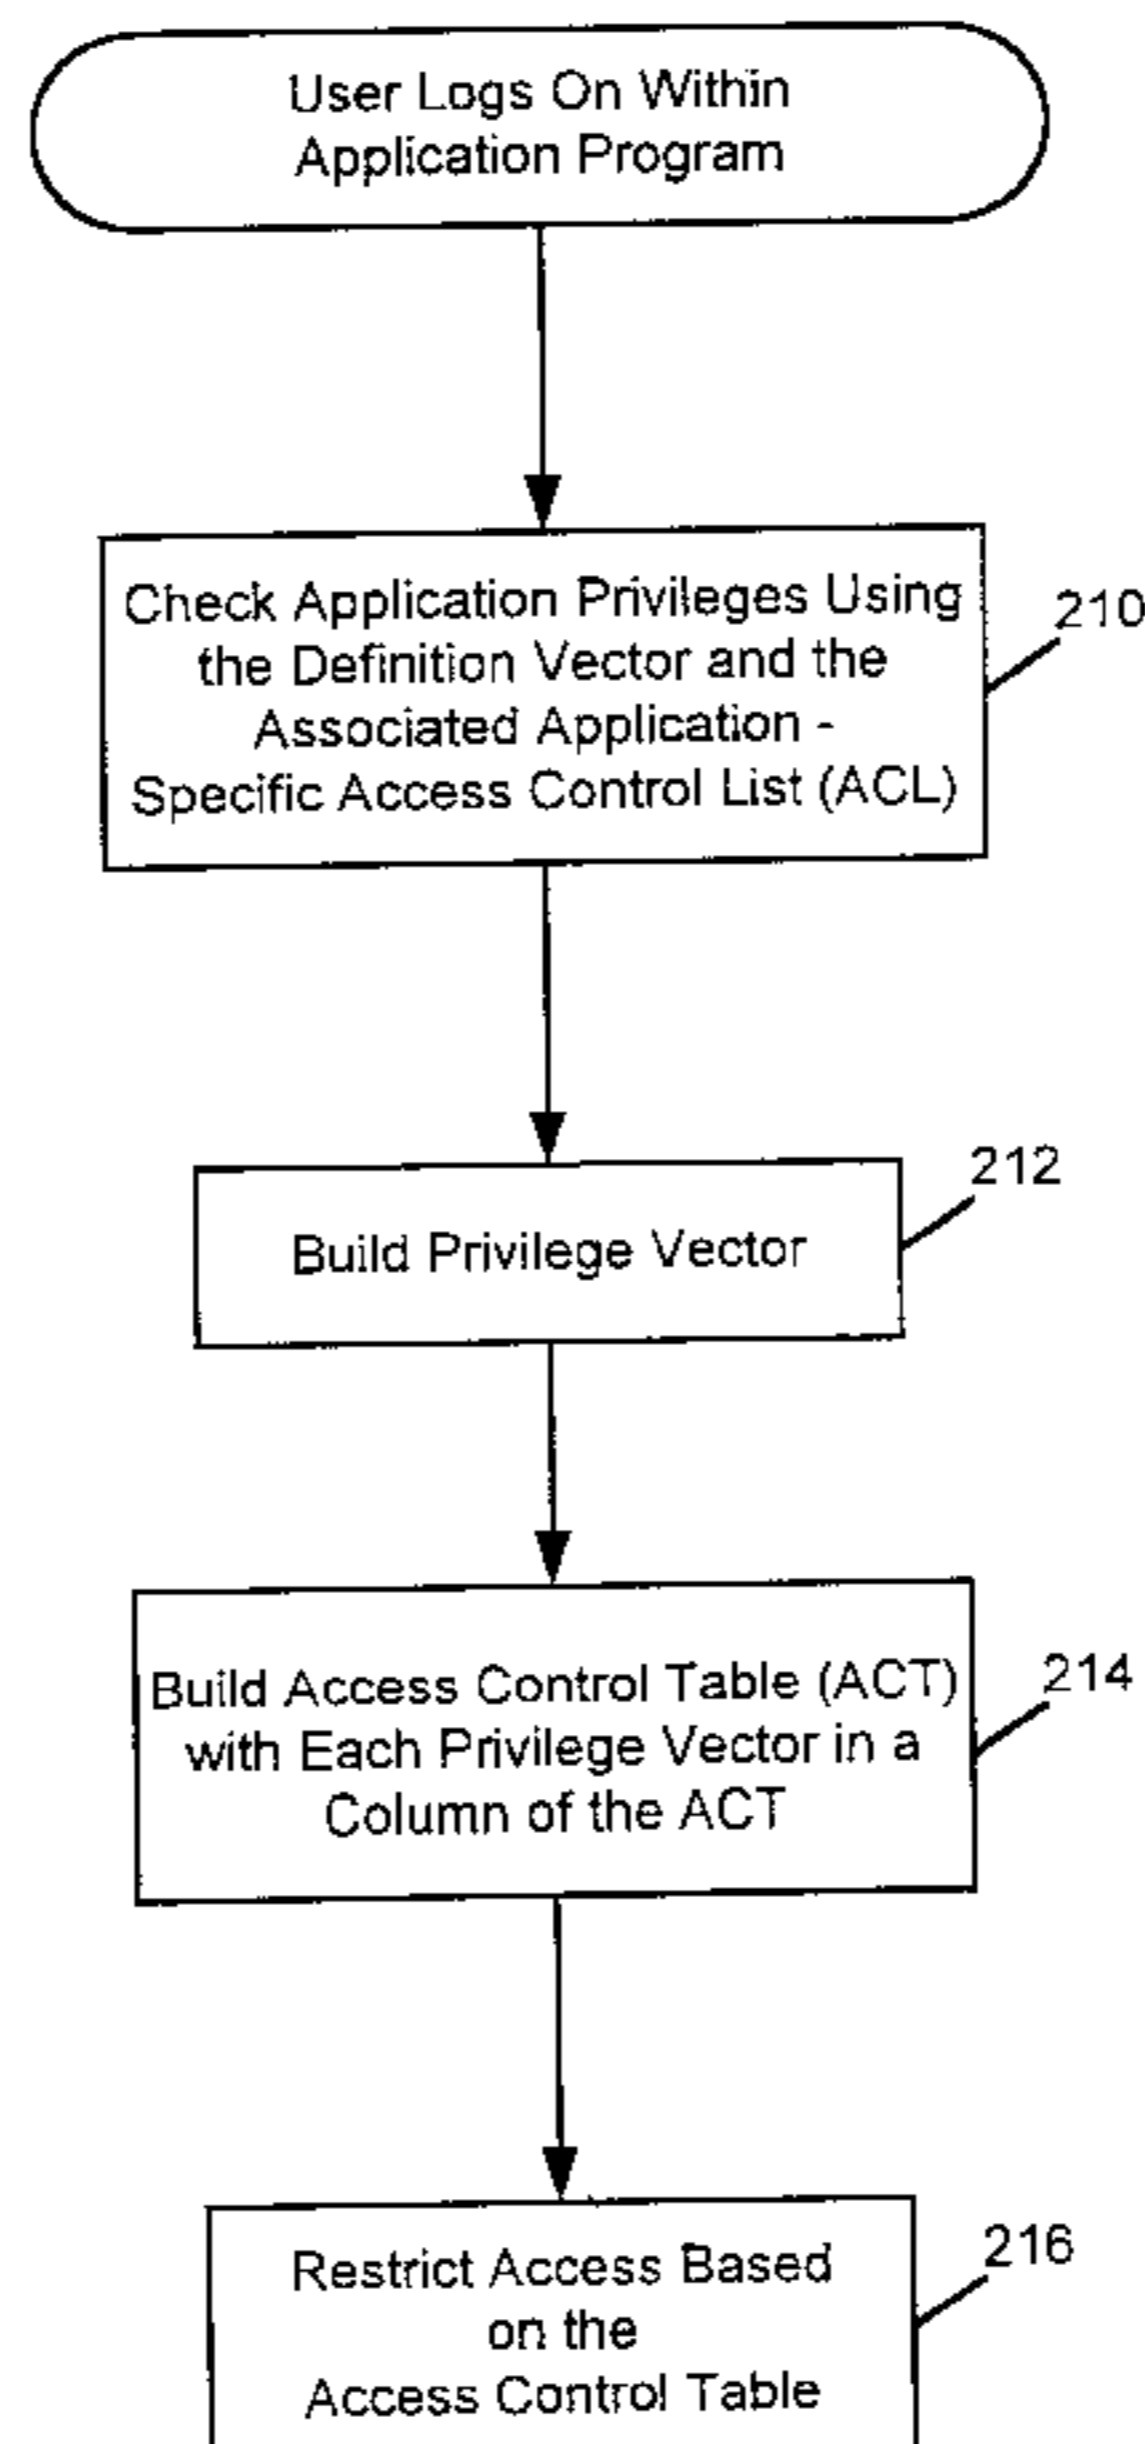 User Logs On Within
Application Program
Check Application Privileges Using
the Definition Vector and the
Associated Application -
Specific Access Control List (ACL)
210
Build Privilege Vector
212
Build Access Control Table (ACT)
with Each Privilege Vector in a
Column of the ACT
214
Restrict Access Based
on the
Access Control Table
216